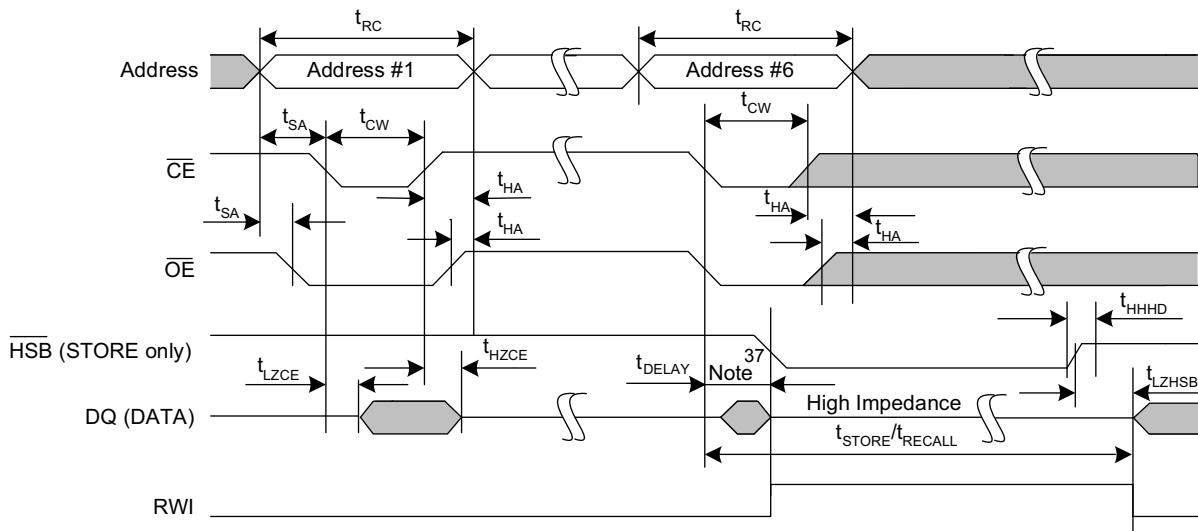 tRC
tRC
Address
Address #1
Address #6
tCW
tSA
tCW
CE
tHA
tSA
tHA
tHA
tHA
OE
tHHHD
HSB (STORE only)
tHZCE
37
tLZCE
tDELAY
Note
tLZHSB
DQ (DATA)
High Impedance
tSTORE/tRECALL
RWI